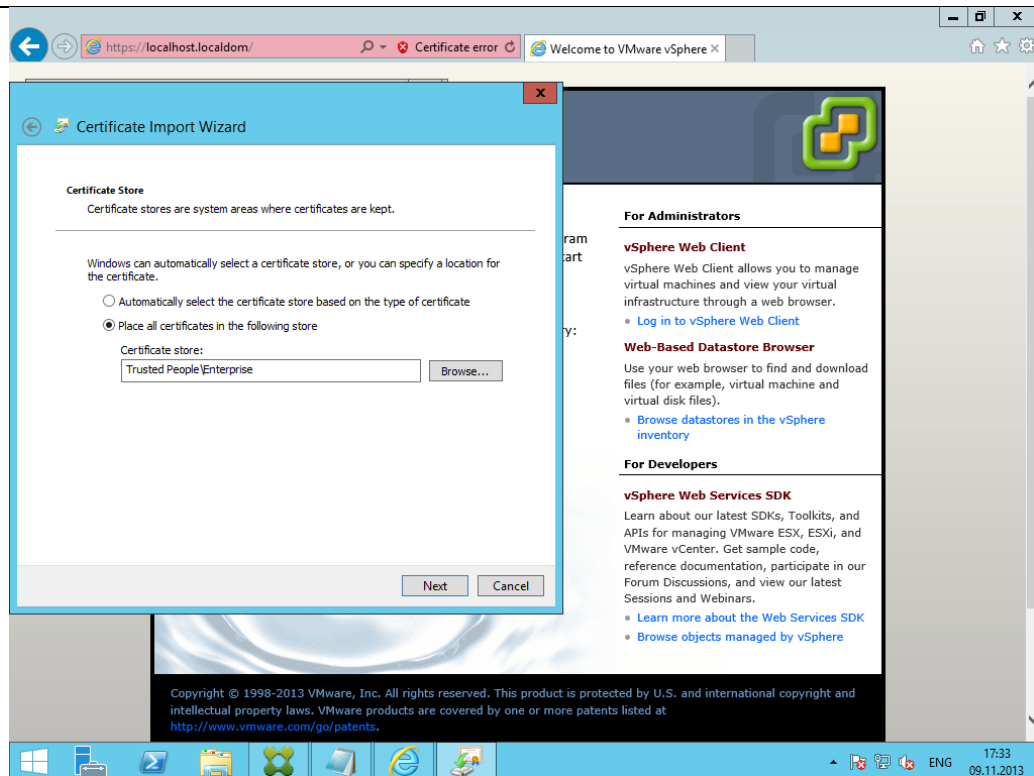 https://localhost.localdom/
Certificate error
Welcome to VMware vSphere
Certificate Import Wizard
Certificate Store
Certificate stores are system areas where certificates are kept.
Windows can automatically select a certificate store, or you can specify a location for
the certificate.
Automatically select the certificate store based on the type of certificate
Place all certificates in the following store
Certificate store:
Trusted People\Enterprise
Browse...
Next
Cancel
For Administrators
vSphere Web Client
vSphere Web Client allows you to manage
virtual machines and view your virtual
infrastructure through a web browser.
Log in to vSphere Web Client
Web-Based Datastore Browser
Use your web browser to find and download
files (for example, virtual machine and
virtual disk files).
Browse datastores in the vSphere
inventory
For Developers
vSphere Web Services SDK
Learn about our latest SDKs, Toolkits, and
APIs for managing VMware ESX, ESXi, and
VMware vCenter. Get sample code,
reference documentation, participate in our
Forum Discussions, and view our latest
Sessions and Webinars.
Learn more about the Web Services SDK
Browse objects managed by vSphere
Copyright © 1998-2013 VMware, Inc. All rights reserved. This product is protected by U.S. and international copyright and
intellectual property laws. VMware products are covered by one or more patents listed at
http://www.vmware.com/go/patents.
ENG
17:33
09.11.2013